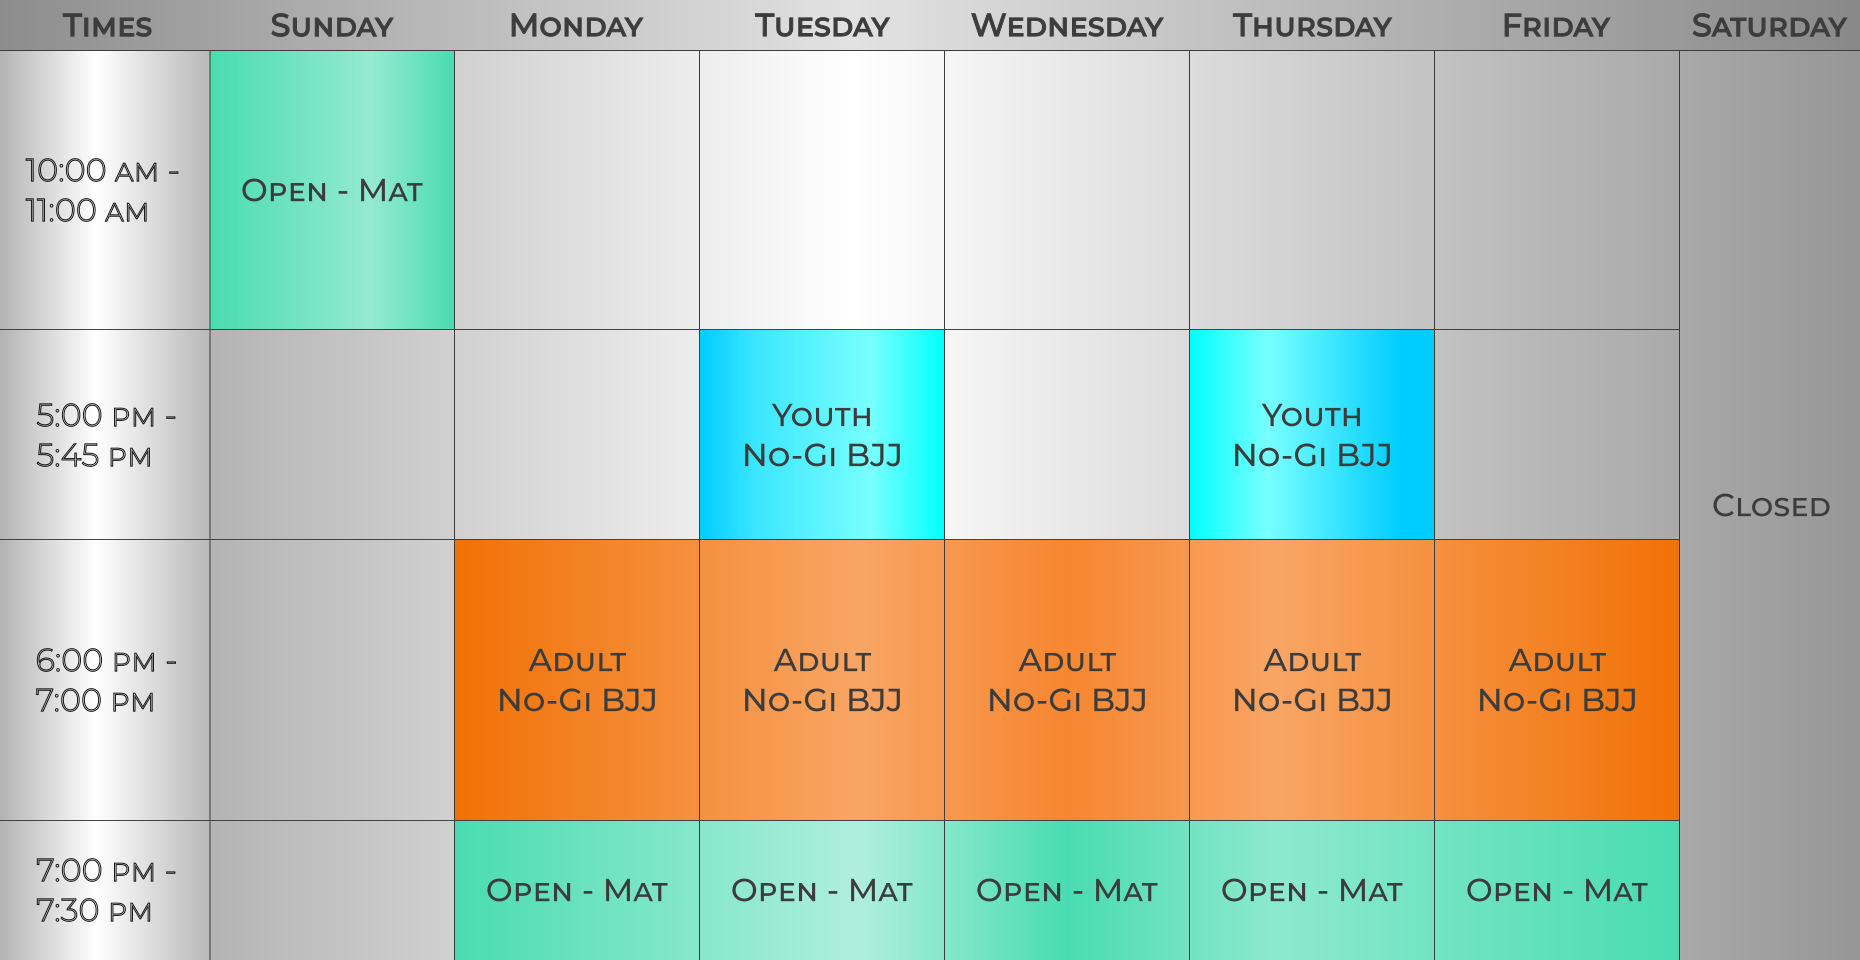 Times Sunday Monday Tuesday Wednesday Thursday Friday Saturday
10:00 am -
11:00 am
Open - Mat
5:00 pm -
5:45 pm
Youth
No-Gi BJJ
Youth
No-Gi BJJ
Closed
6:00 pm -
7:00 pm
Adult
No-Gi BJJ
Adult
No-Gi BJJ
Adult
No-Gi BJJ
Adult
No-Gi BJJ
Adult
No-Gi BJJ
7:00 pm -
7:30 pm
Open - Mat
Open - Mat
Open - Mat
Open - Mat
Open - Mat